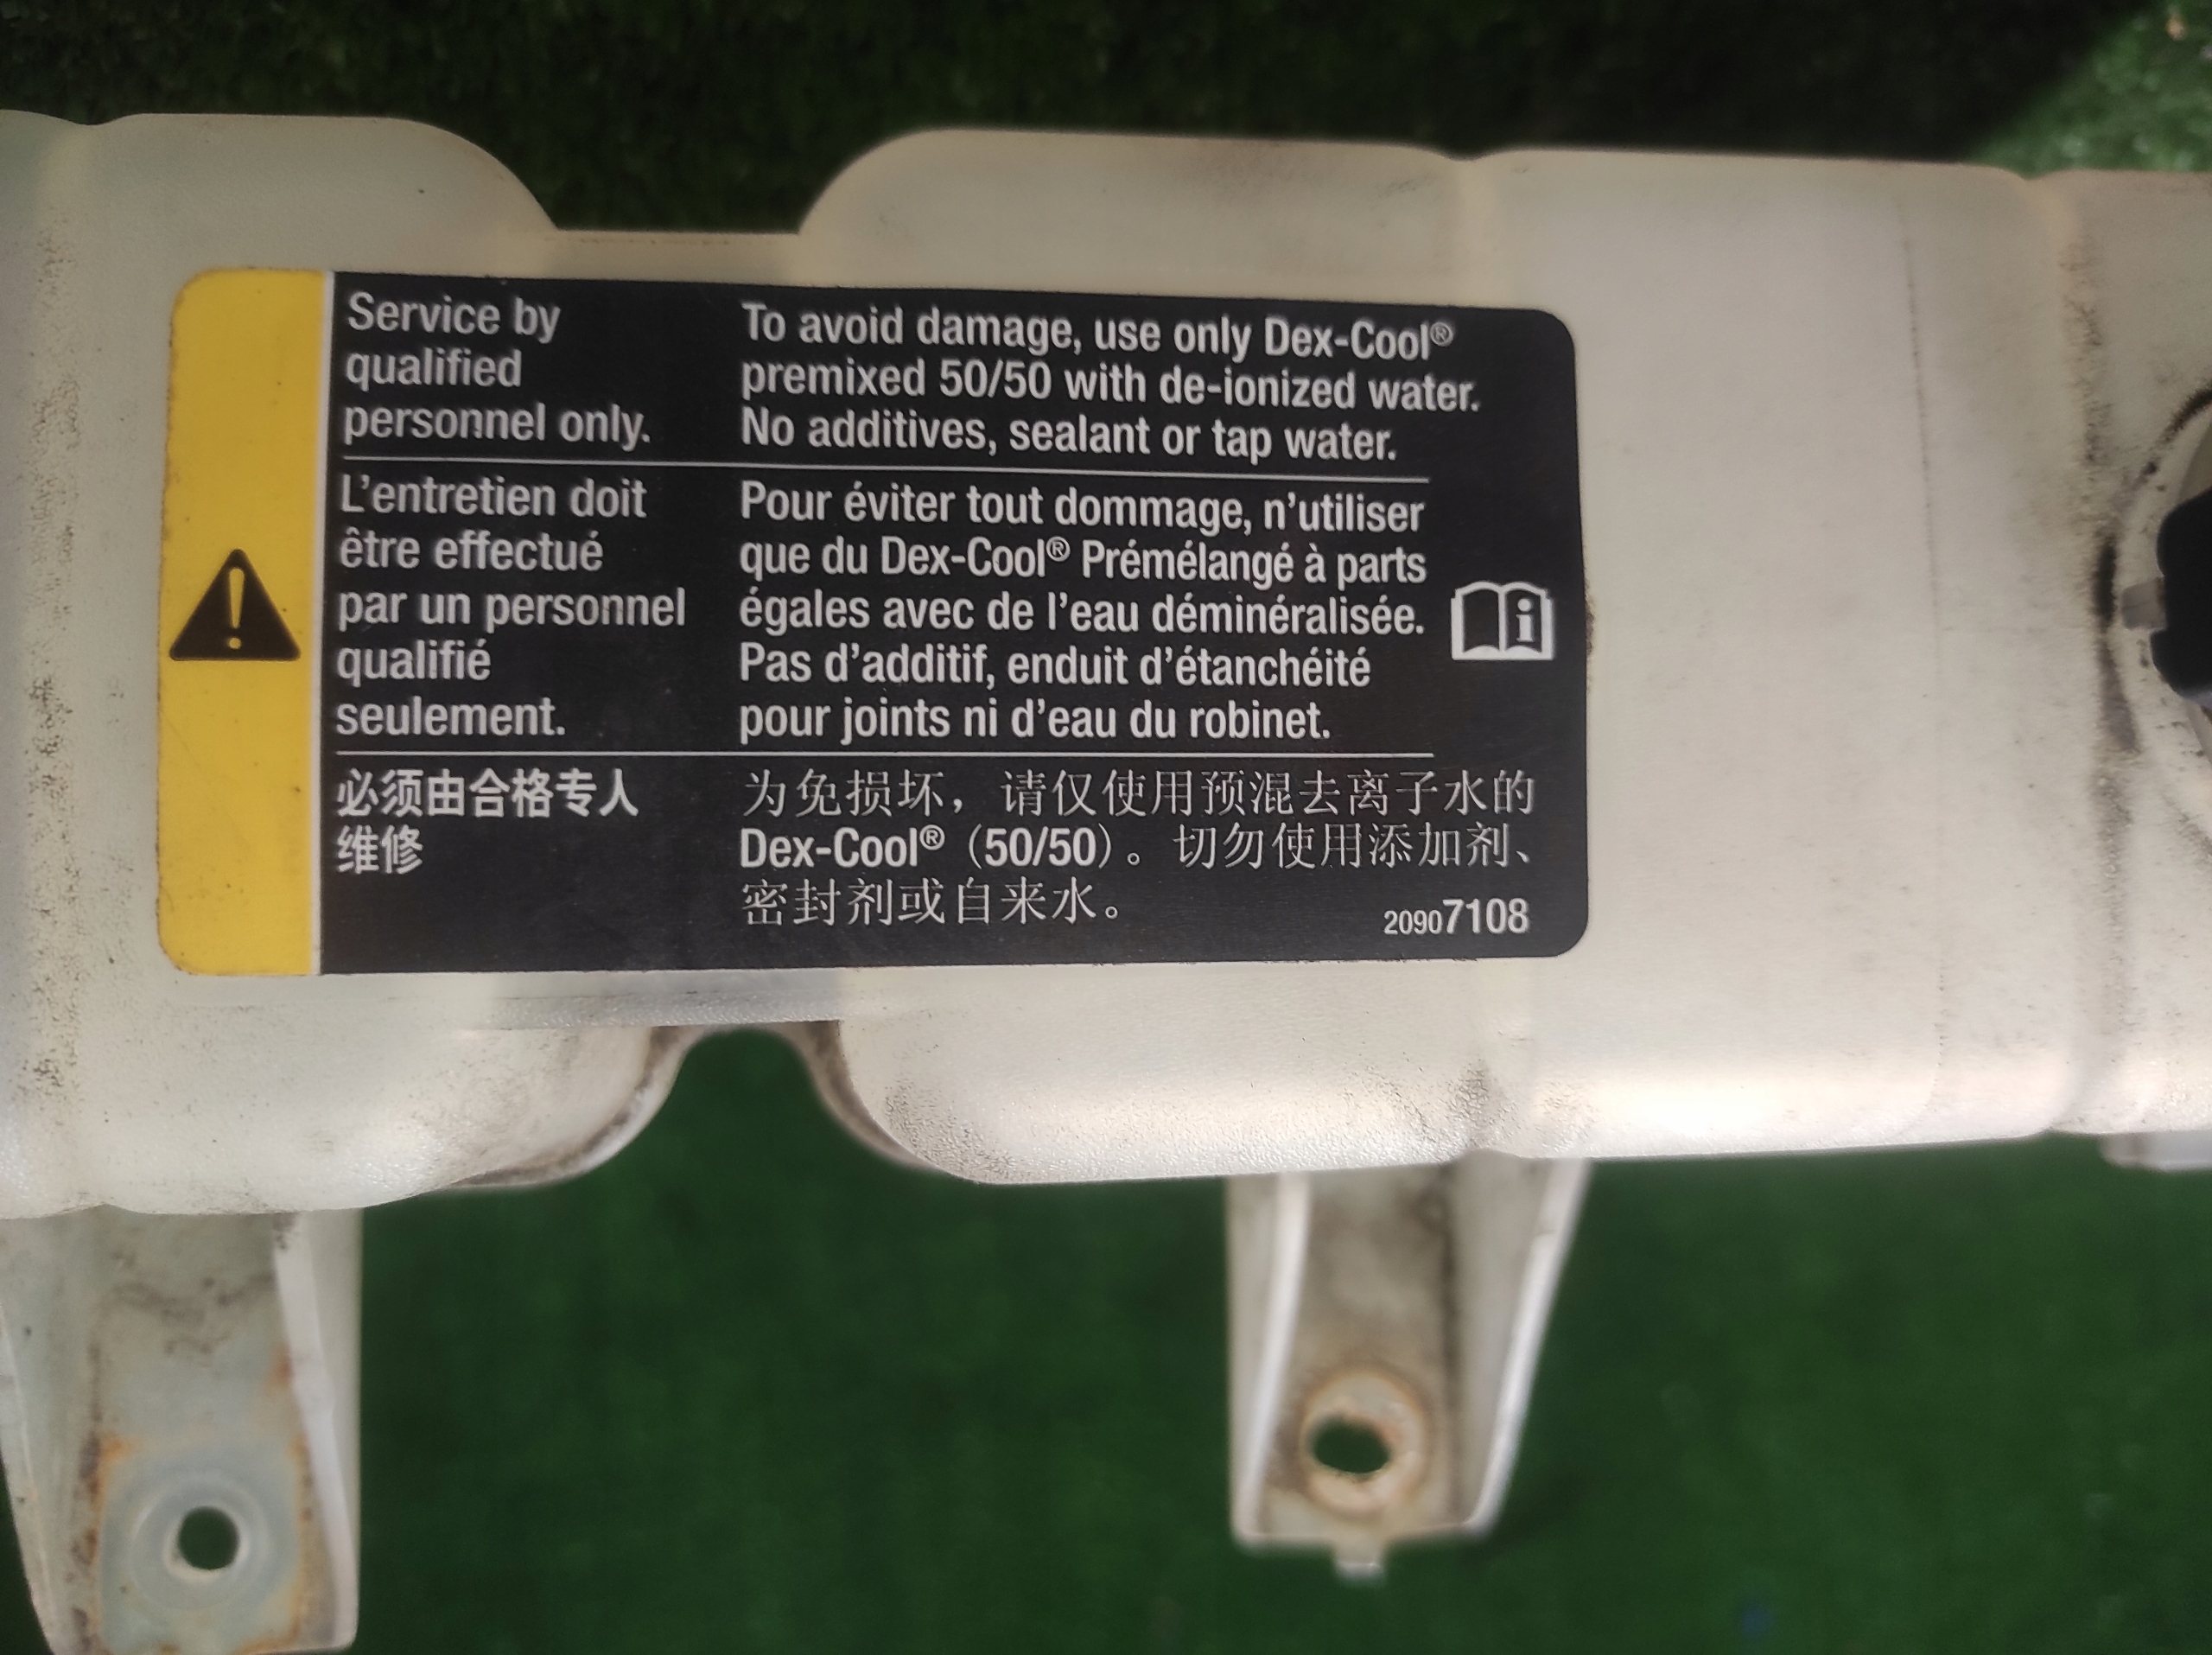 Service by
qualified
personnel only.
To avoid damage, use only Dex-Cool®
premixed 50/50 with de-ionized water.
No additives, sealant or tap water.
L'entretien doit
être effectué
par un personnel
qualifié
seulement.
Pour éviter tout dommage, n'utiliser
que du Dex-Cool® Prémélangé à parts
égales avec de l'eau déminéralisée.
Pas d'additif, enduit d'étanchéité
pour joints ni d'eau du robinet.
必须由合格专人
维修
为免损坏，请仅使用预混去离子水的
Dex-Cool®（50/50）。切勿使用添加剂、
密封剂或自来水。
20907108